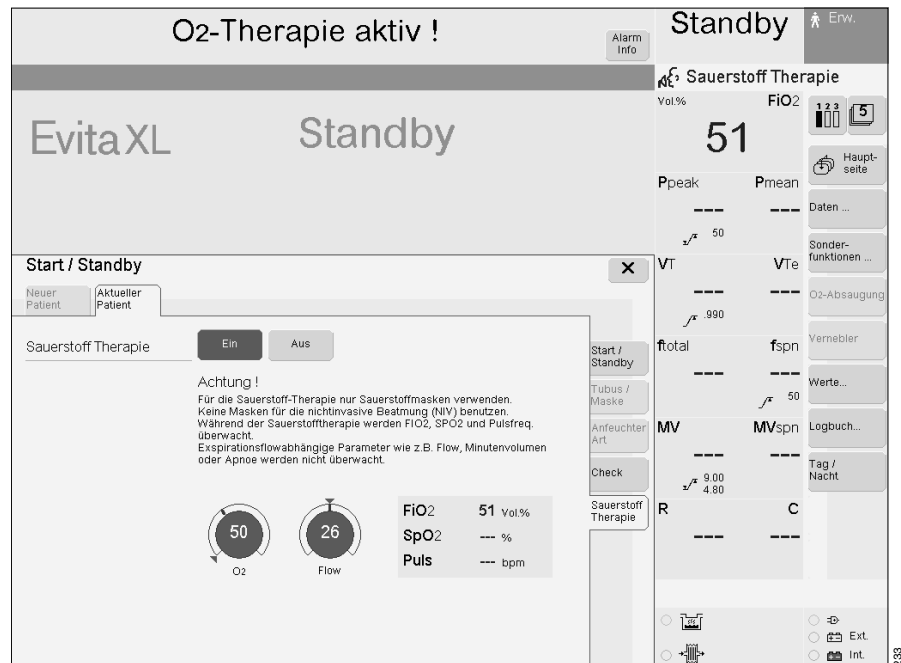 O2-Therapie aktiv !
Alarm
Info
Standby
Erw.
Sauerstoff Therapie
Evita XL
Standby
Vol.% FiO2
51
1 2 3
5
Haupt-
seite
Ppeak Pmean
--- ---
50
Daten ...
Sonder-
funktionen ...
Start / Standby
Neuer
Patient
Aktueller
Patient
VT VTe
--- ---
.990
O2-Absaugung
Vernebler
Sauerstoff Therapie
Ein
Aus
Achtung !
Für die Sauerstoff-Therapie nur Sauerstoffmasken verwenden.
Keine Masken für die nichtinvasive Beatmung (NIV) benutzen.
Während der Sauerstofftherapie werden FIO2, SPO2 und Pulsfreq.
überwacht.
Exspirationsflowabhängige Parameter wie z.B. Flow, Minutenvolumen
oder Apnoe werden nicht überwacht.
Start /
Standby
Tubus /
Maske
Anfeuchter
Art
Check
Sauerstoff
Therapie
ftotal fspn
--- ---
50
Werte...
MV MVspn
--- ---
9.00
4.80
Logbuch...
Tag /
Nacht
50
O2
26
Flow
FiO2 51 Vol.%
SpO2 --- %
Puls --- bpm
R C
--- ---
Ext.
Int.
233